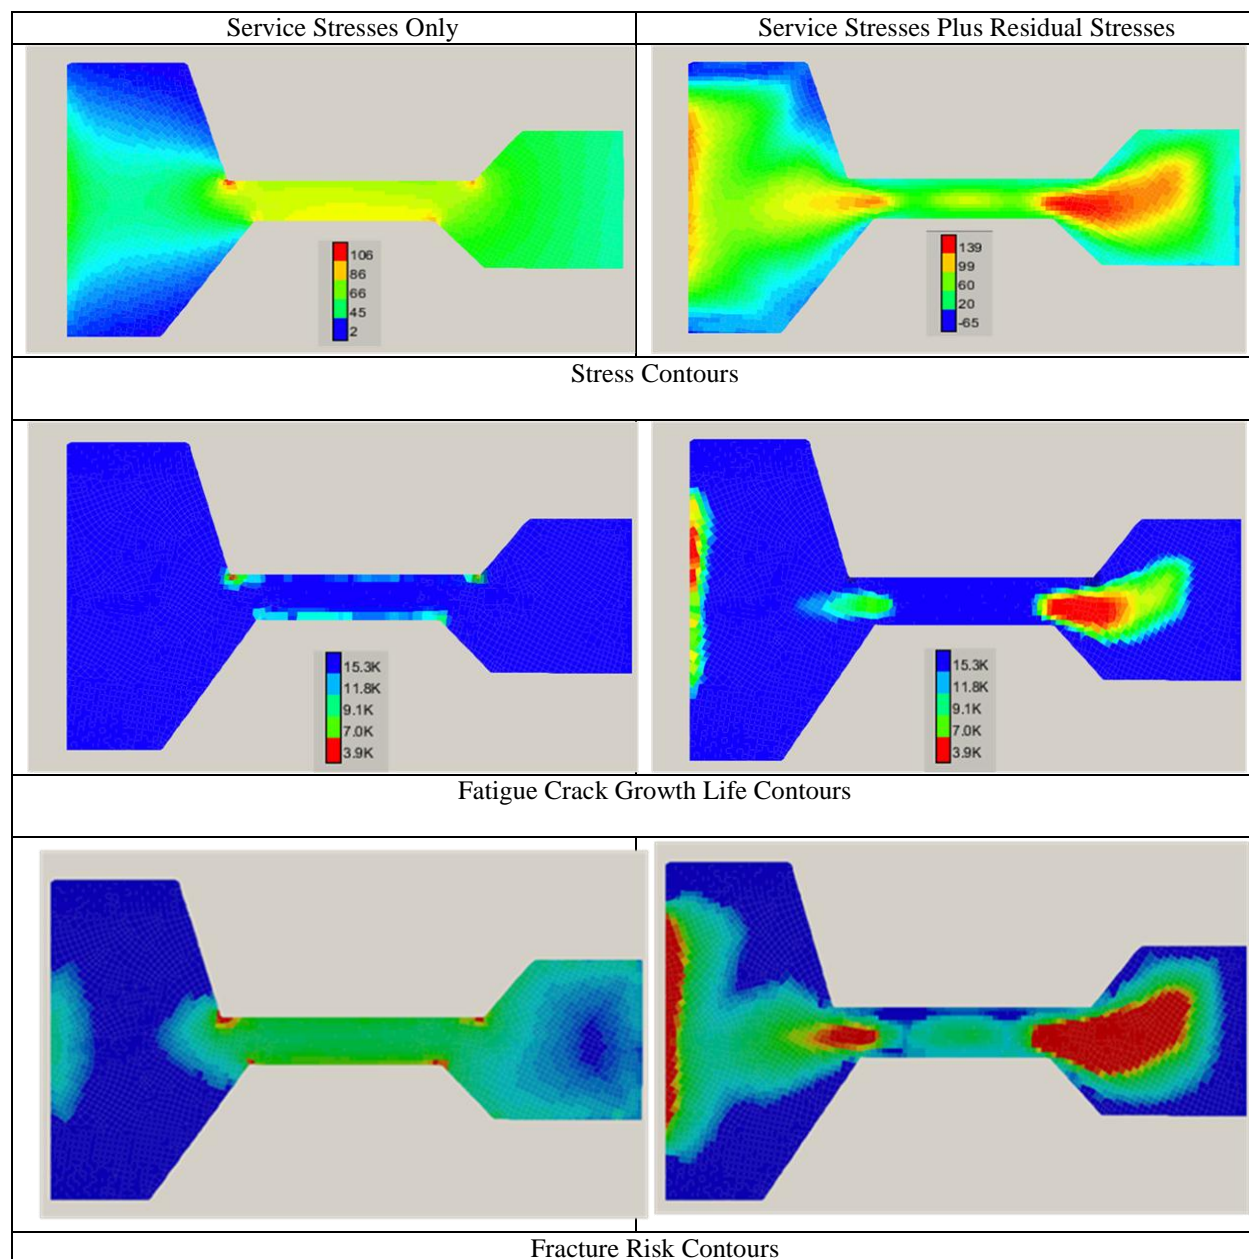 Service Stresses Only
Service Stresses Plus Residual Stresses
106
86
66
45
2
139
99
60
20
-65
Stress Contours
15.3K
11.8K
9.1K
7.0K
3.9K
15.3K
11.8K
9.1K
7.0K
3.9K
Fatigue Crack Growth Life Contours
Fracture Risk Contours